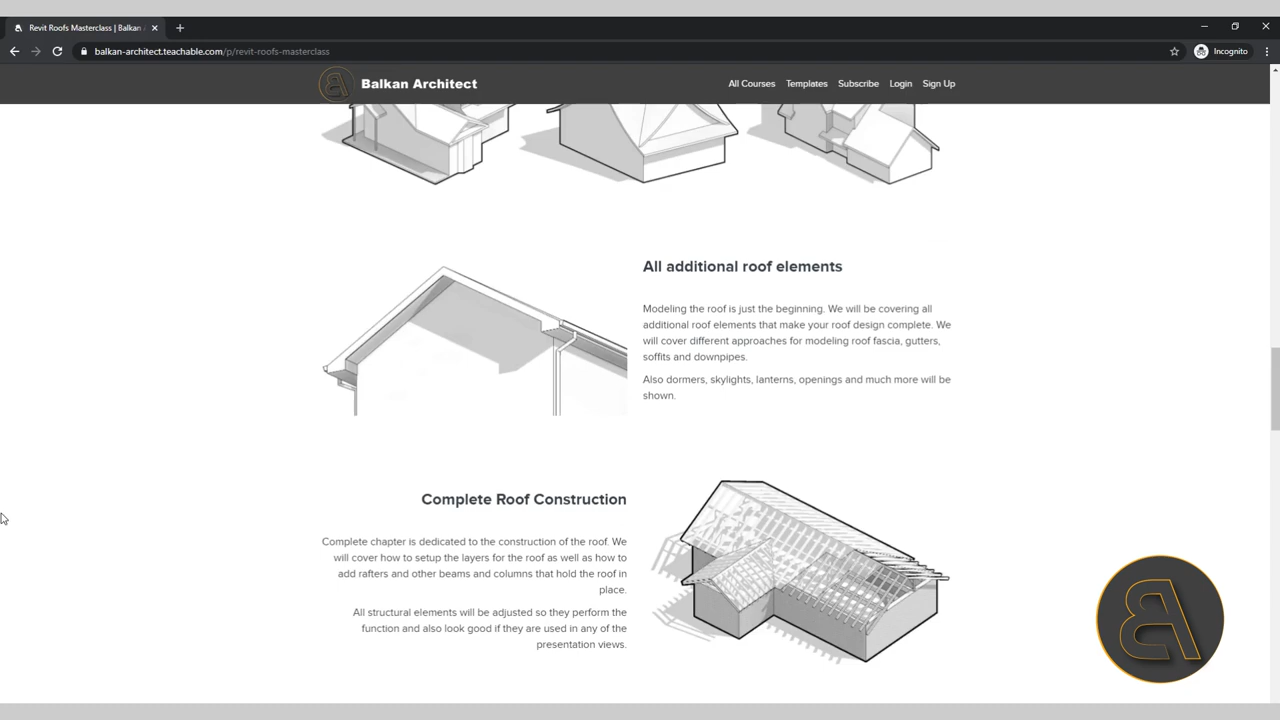 Revit Roofs Masterclass | Balkan
balkan-architect.teachable.com/p/revit-roofs-masterclass
Incognito
Balkan Architect
All Courses Templates Subscribe Login Sign Up
All additional roof elements
Modeling the roof is just the beginning. We will be covering all
additional roof elements that make your roof design complete. We
will cover different approaches for modeling roof fascia, gutters,
soffits and downpipes.
Also dormers, skylights, lanterns, openings and much more will be
shown.
Complete Roof Construction
Complete chapter is dedicated to the construction of the roof. We
will cover how to setup the layers for the roof as well as how to
add rafters and other beams and columns that hold the roof in
place.
All structural elements will be adjusted so they perform the
function and also look good if they are used in any of the
presentation views.